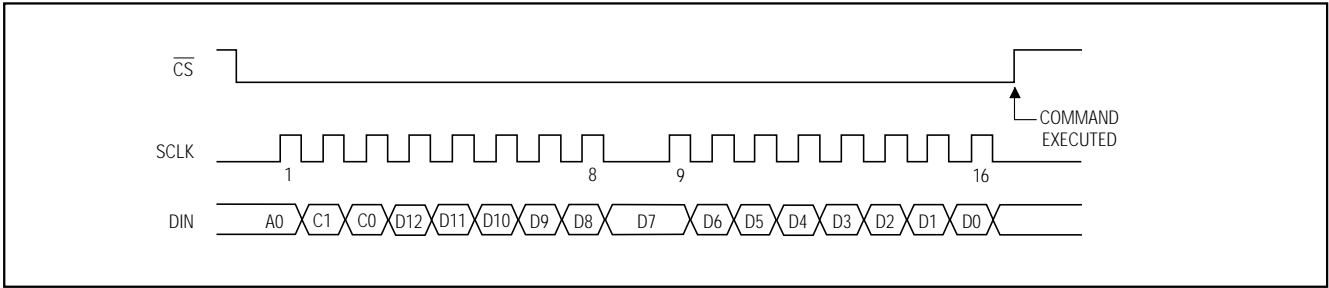 CS
COMMAND
EXECUTED
SCLK
1 8 9 16
DIN A0 C1 C0 D12 D11 D10 D9 D8 D7 D6 D5 D4 D3 D2 D1 D0